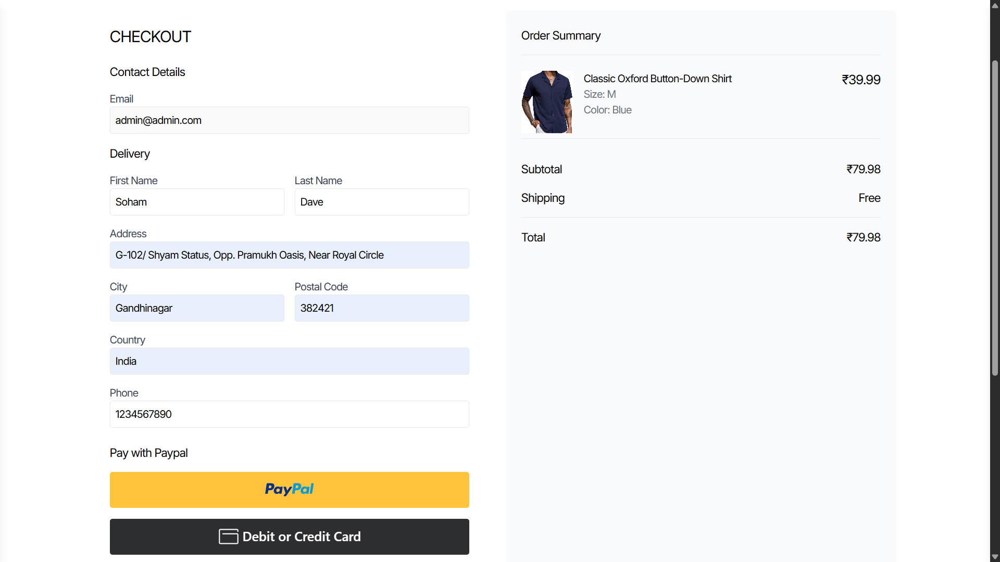 CHECKOUT
Contact Details
Email
admin@admin.com
Delivery
First Name
Last Name
Soham
Dave
Address
G-102/ Shyam Status, Opp. Pramukh Oasis, Near Royal Circle
City
Postal Code
Gandhinagar
382421
Country
India
Phone
1234567890
Pay with Paypal
PayPal
Debit or Credit Card
Order Summary
Classic Oxford Button-Down Shirt
₹39.99
Size: M
Color: Blue
Subtotal
₹79.98
Shipping
Free
Total
₹79.98